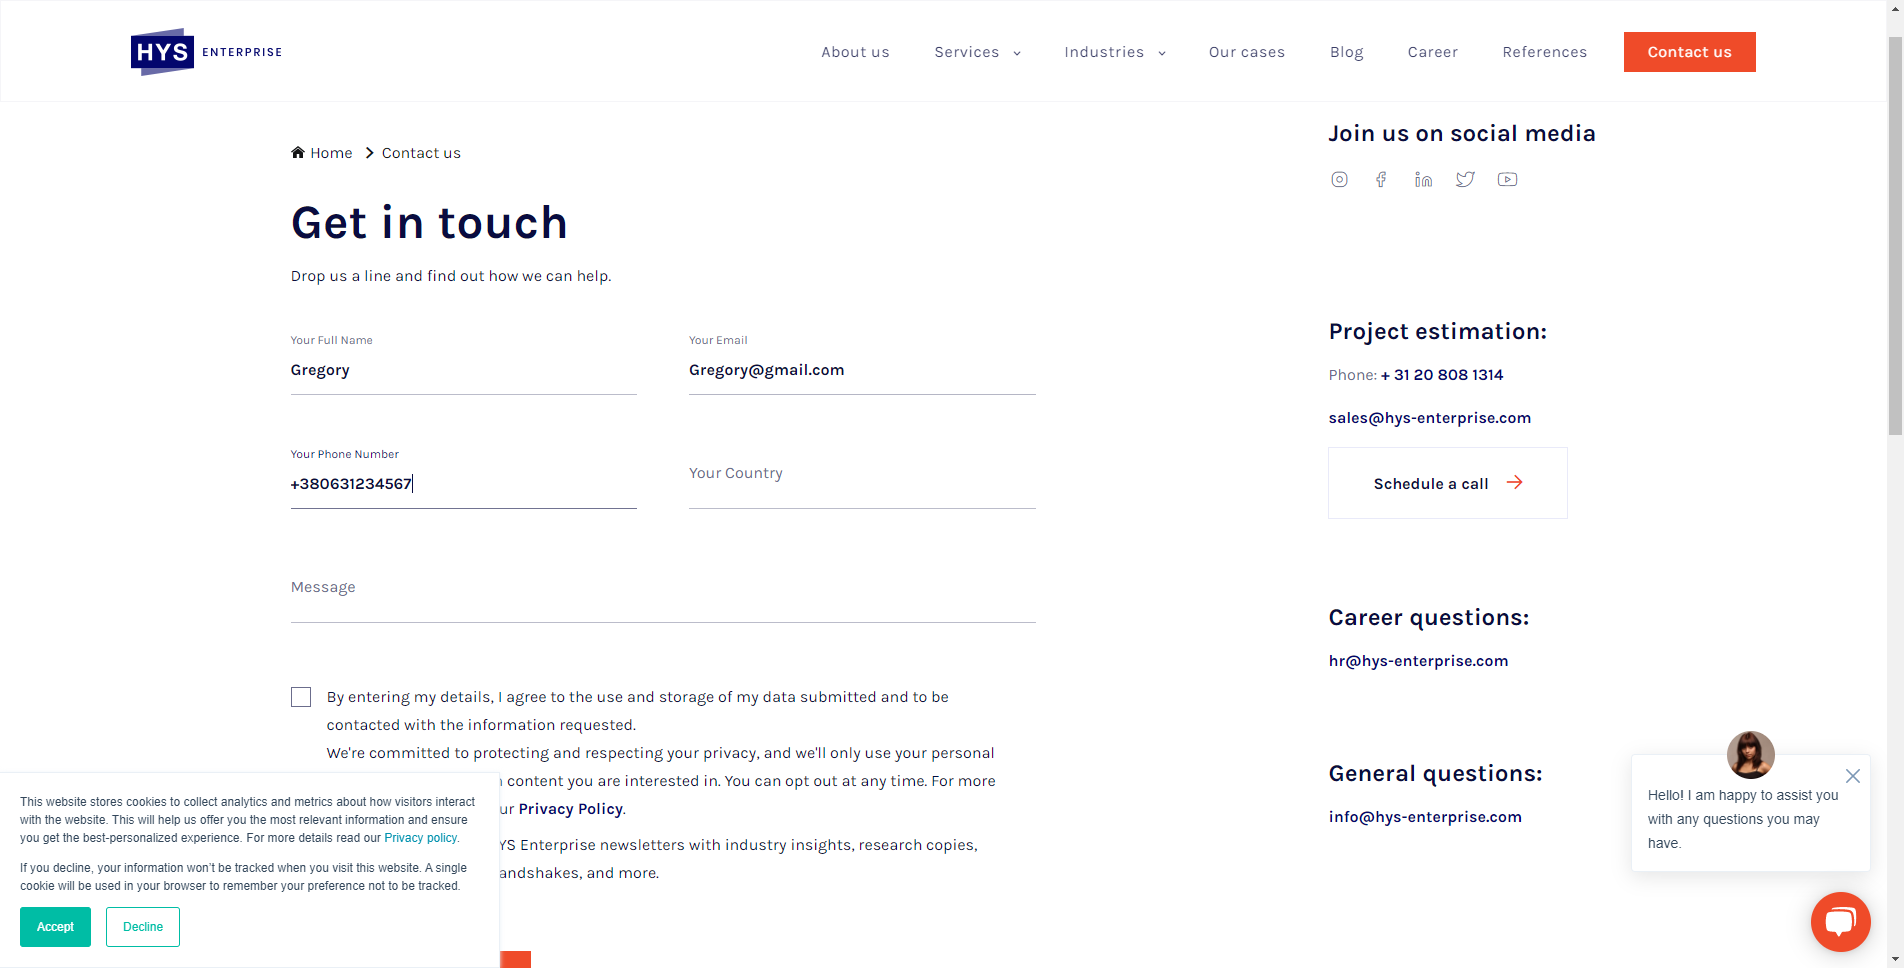 HYS ENTERPRISE
About us
Services
Industries
Our cases
Blog
Career
References
Contact us
Home
Contact us
Get in touch
Drop us a line and find out how we can help.
Your Full Name
Gregory
Your Email
Gregory@gmail.com
Your Phone Number
+380631234567
Your Country
Message
By entering my details, I agree to the use and storage of my data submitted and to be
contacted with the information requested.
We're committed to protecting and respecting your privacy, and we'll only use your personal
content you are interested in. You can opt out at any time. For more
Privacy Policy.
YS Enterprise newsletters with industry insights, research copies,
andshakes, and more.
Join us on social media
Project estimation:
Phone: + 31 20 808 1314
sales@hys-enterprise.com
Schedule a call
Career questions:
hr@hys-enterprise.com
General questions:
info@hys-enterprise.com
This website stores cookies to collect analytics and metrics about how visitors interact
with the website. This will help us offer you the most relevant information and ensure
you get the best-personalized experience. For more details read our Privacy policy.
If you decline, your information won't be tracked when you visit this website. A single
cookie will be used in your browser to remember your preference not to be tracked.
Accept
Decline
Hello! I am happy to assist you
with any questions you may
have.